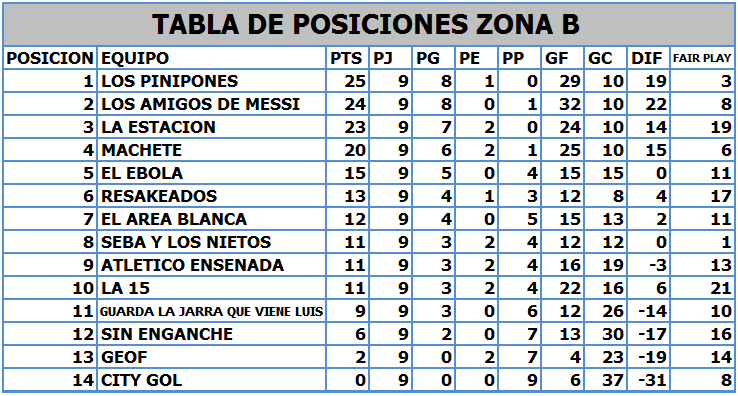 TABLA DE POSICIONES ZONA B
POSICION EQUIPO PTS PJ PG PE PP GF GC DIF FAIR PLAY
1 LOS PINIPONES 25 9 8 1 0 29 10 19 3
2 LOS AMIGOS DE MESSI 24 9 8 0 1 32 10 22 8
3 LA ESTACION 23 9 7 2 0 24 10 14 19
4 MACHETE 20 9 6 2 1 25 10 15 6
5 EL EBOLA 15 9 5 0 4 15 15 0 11
6 RESAKEADOS 13 9 4 1 3 12 8 4 17
7 EL AREA BLANCA 12 9 4 0 5 15 13 2 11
8 SEBA Y LOS NIETOS 11 9 3 2 4 12 12 0 1
9 ATLETICO ENSENADA 11 9 3 2 4 16 19 -3 13
10 LA 15 11 9 3 2 4 22 16 6 21
11 GUARDA LA JARRA QUE VIENE LUIS 9 9 3 0 6 12 26 -14 10
12 SIN ENGANCHE 6 9 2 0 7 13 30 -17 16
13 GEOF 2 9 0 2 7 4 23 -19 14
14 CITY GOL 0 9 0 0 9 6 37 -31 8